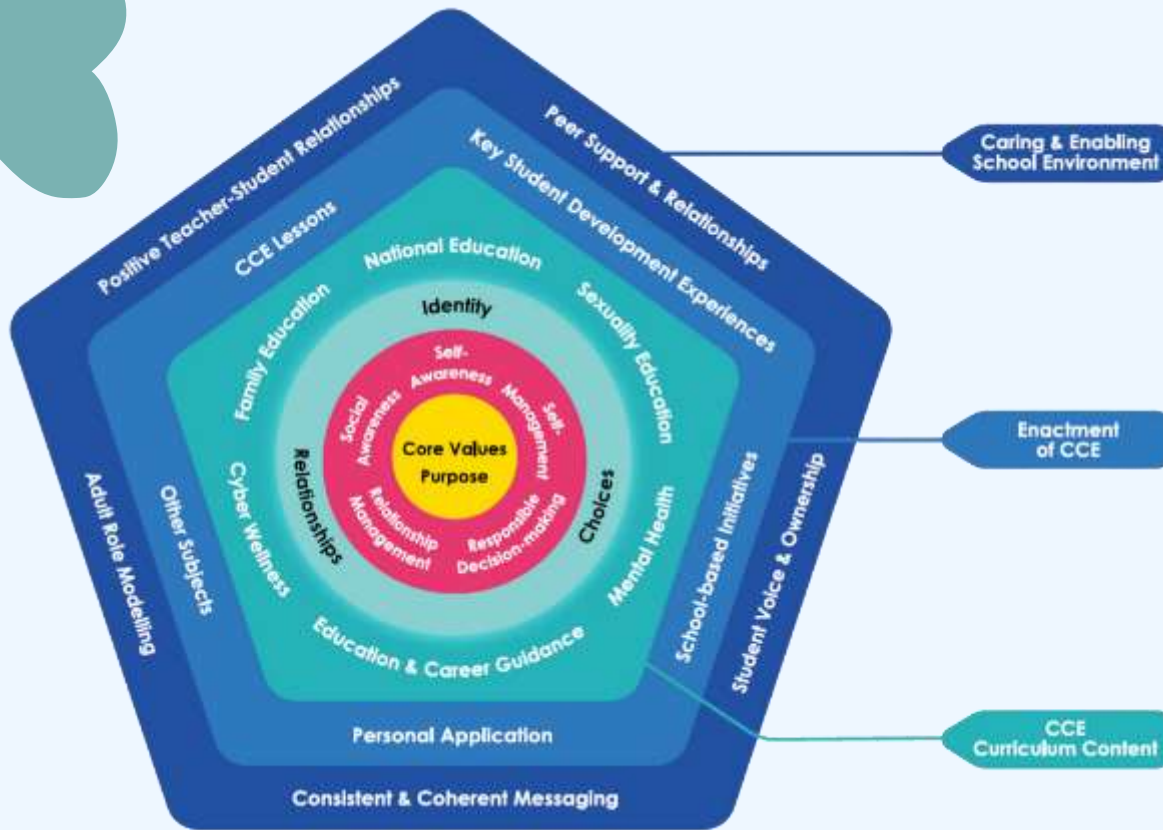 Positive Teacher-Student Relationships
Peer Support & Relationships
Adult Role Modelling
Student Voice & Ownership
Consistent & Coherent Messaging
CCE Lessons
Key Student Development Experiences
Other Subjects
School-based Initiatives
Personal Application
National Education
Family Education
Sexuality Education
Cyber Wellness
Mental Health
Education & Career Guidance
Identity
Relationships
Choices
Self-
Awareness
Social
Awareness
Self-
Management
Relationship
Management
Responsible
Decision-making
Core Values
Purpose
Caring & Enabling
School Environment
Enactment
of CCE
CCE
Curriculum Content